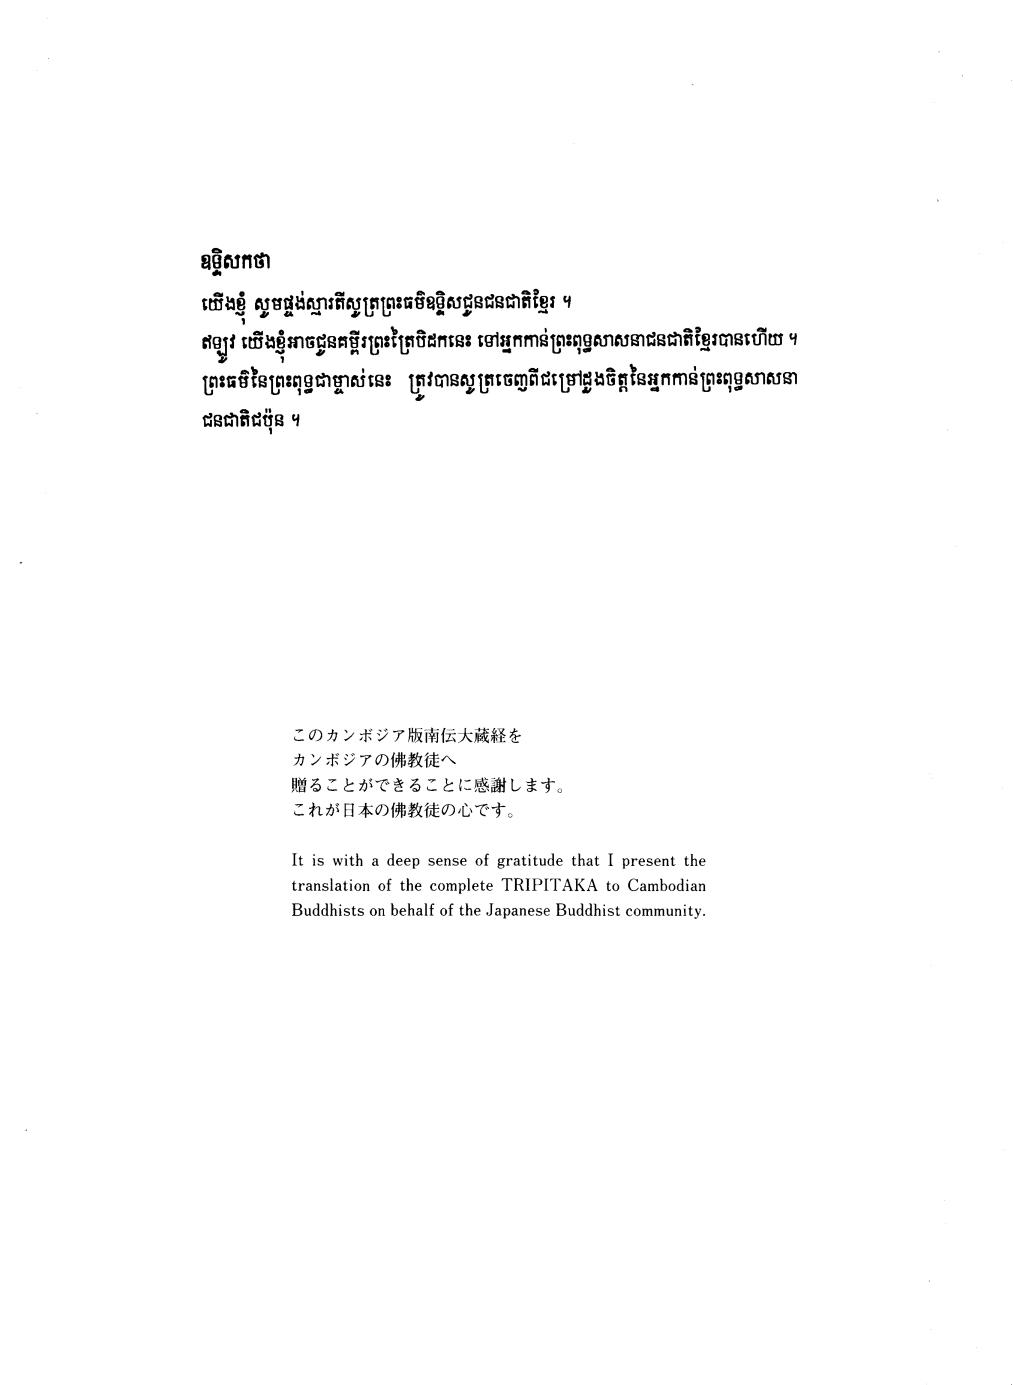 ឧទ្ទិសកថា
យើងខ្ញុំ សូមផ្ចង់ស្មារតីសូត្រព្រះធម៌ឧទ្ទិសជូនជនជាតិខ្មែរ ។
ឥឡូវ យើងខ្ញុំអាចជូនគម្ពីរព្រះត្រៃបិដកនេះ ទៅអ្នកកាន់ព្រះពុទ្ធសាសនាជនជាតិខ្មែរបានហើយ ។
ព្រះធម៌នៃព្រះពុទ្ធជាម្ចាស់នេះ ត្រូវបានសូត្រចេញពីជម្រៅដួងចិត្តនៃអ្នកកាន់ព្រះពុទ្ធសាសនា
ជនជាតិជប៉ុន ។
このカンボジア版南伝大蔵経を
カンボジアの佛教徒へ
贈ることができることに感謝します。
これが日本の佛教徒の心です。
It is with a deep sense of gratitude that I present the
translation of the complete TRIPITAKA to Cambodian
Buddhists on behalf of the Japanese Buddhist community.